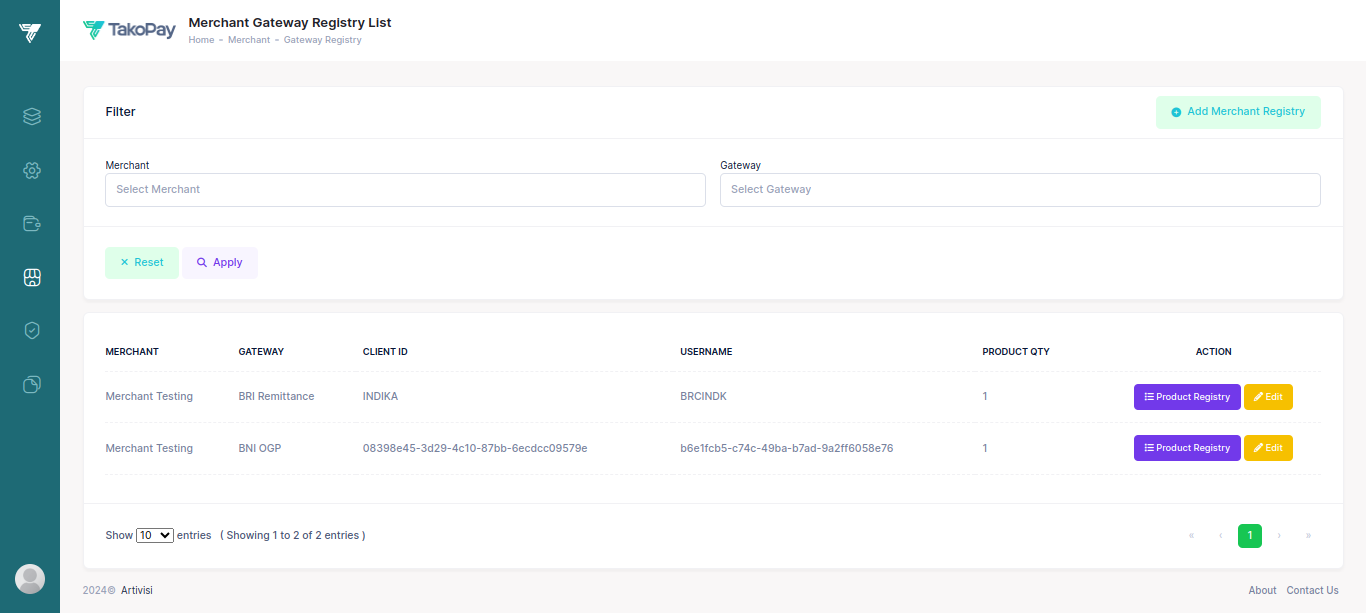 TakoPay
Merchant Gateway Registry List
Home - Merchant - Gateway Registry
Filter
Add Merchant Registry
Merchant Gateway
Select Merchant Select Gateway
Reset Apply
MERCHANT GATEWAY CLIENT ID USERNAME PRODUCT QTY ACTION
Merchant Testing BRI Remittance INDIKA BRCINDK 1 Product Registry Edit
Merchant Testing BNI OGP 08398e45-3d29-4c10-87bb-6ecdcc09579e b6e1fcb5-c74c-49ba-b7ad-9a2ff6058e76 1 Product Registry Edit
Show 10 entries ( Showing 1 to 2 of 2 entries ) « ‹ 1 › »
2024© Artivisi About Contact Us